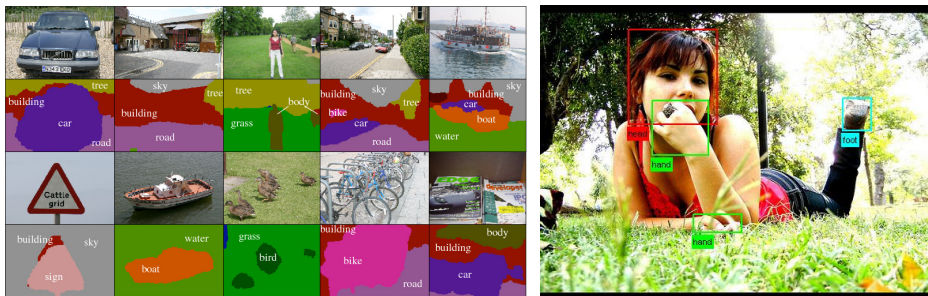 tree
building
car
road
sky
building
tree
road
tree
body
grass
sky
building
bike
tree
car
road
sky
building
car
boat
water
Cattle
grid
developer
building
sky
sign
water
boat
grass
bird
building
bike
road
body
building
car
head
hand
foot
hand